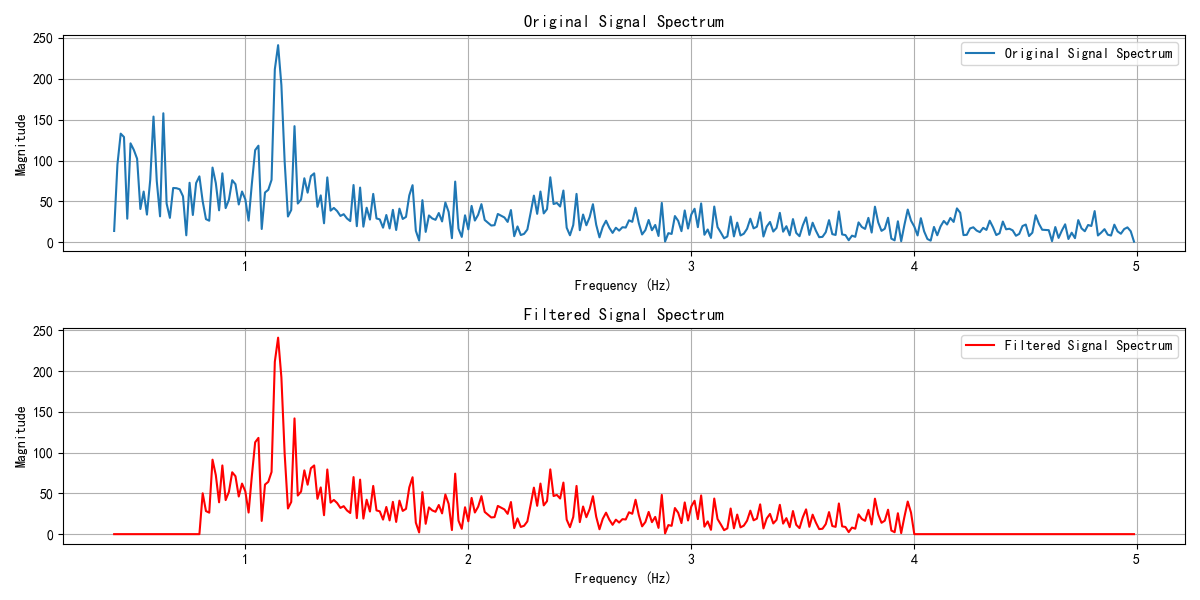 Original Signal Spectrum
250
200
150
100
50
0
Magnitude
Original Signal Spectrum
1 2 3 4 5
Frequency (Hz)
Filtered Signal Spectrum
250
200
150
100
50
0
Magnitude
Filtered Signal Spectrum
1 2 3 4 5
Frequency (Hz)